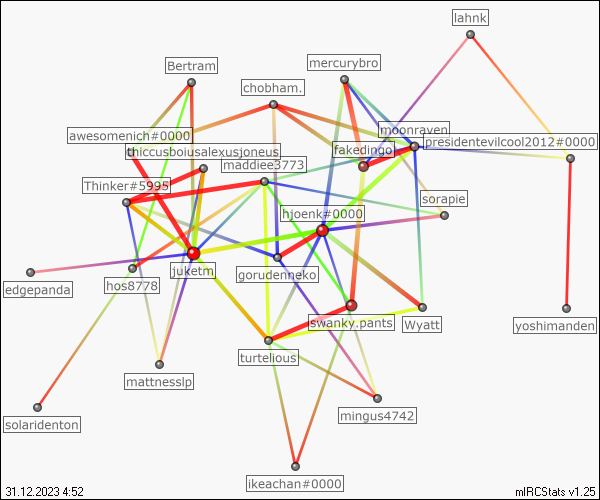 lahnk
Bertram
mercurybro
chobham.
awesomenich#0000
moonraven
presidentevilcool2012#0000
thiccusboiusalexusjoneus
fakedingo
maddiee3773
Thinker#5995
sorapie
hjoenk#0000
juketm
gorudenneko
edgepanda
hos8778
swanky.pants
Wyatt
yoshimanden
turtelious
mattnesslp
mingus4742
solaridenton
ikeachan#0000
31.12.2023 4:52
mIRCStats v1.25